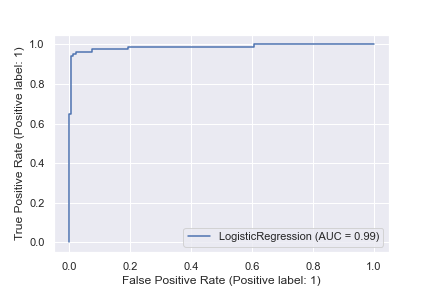 1.0
0.8
0.6
0.4
0.2
0.0
True Positive Rate (Positive label: 1)
LogisticRegression (AUC = 0.99)
0.0 0.2 0.4 0.6 0.8 1.0
False Positive Rate (Positive label: 1)